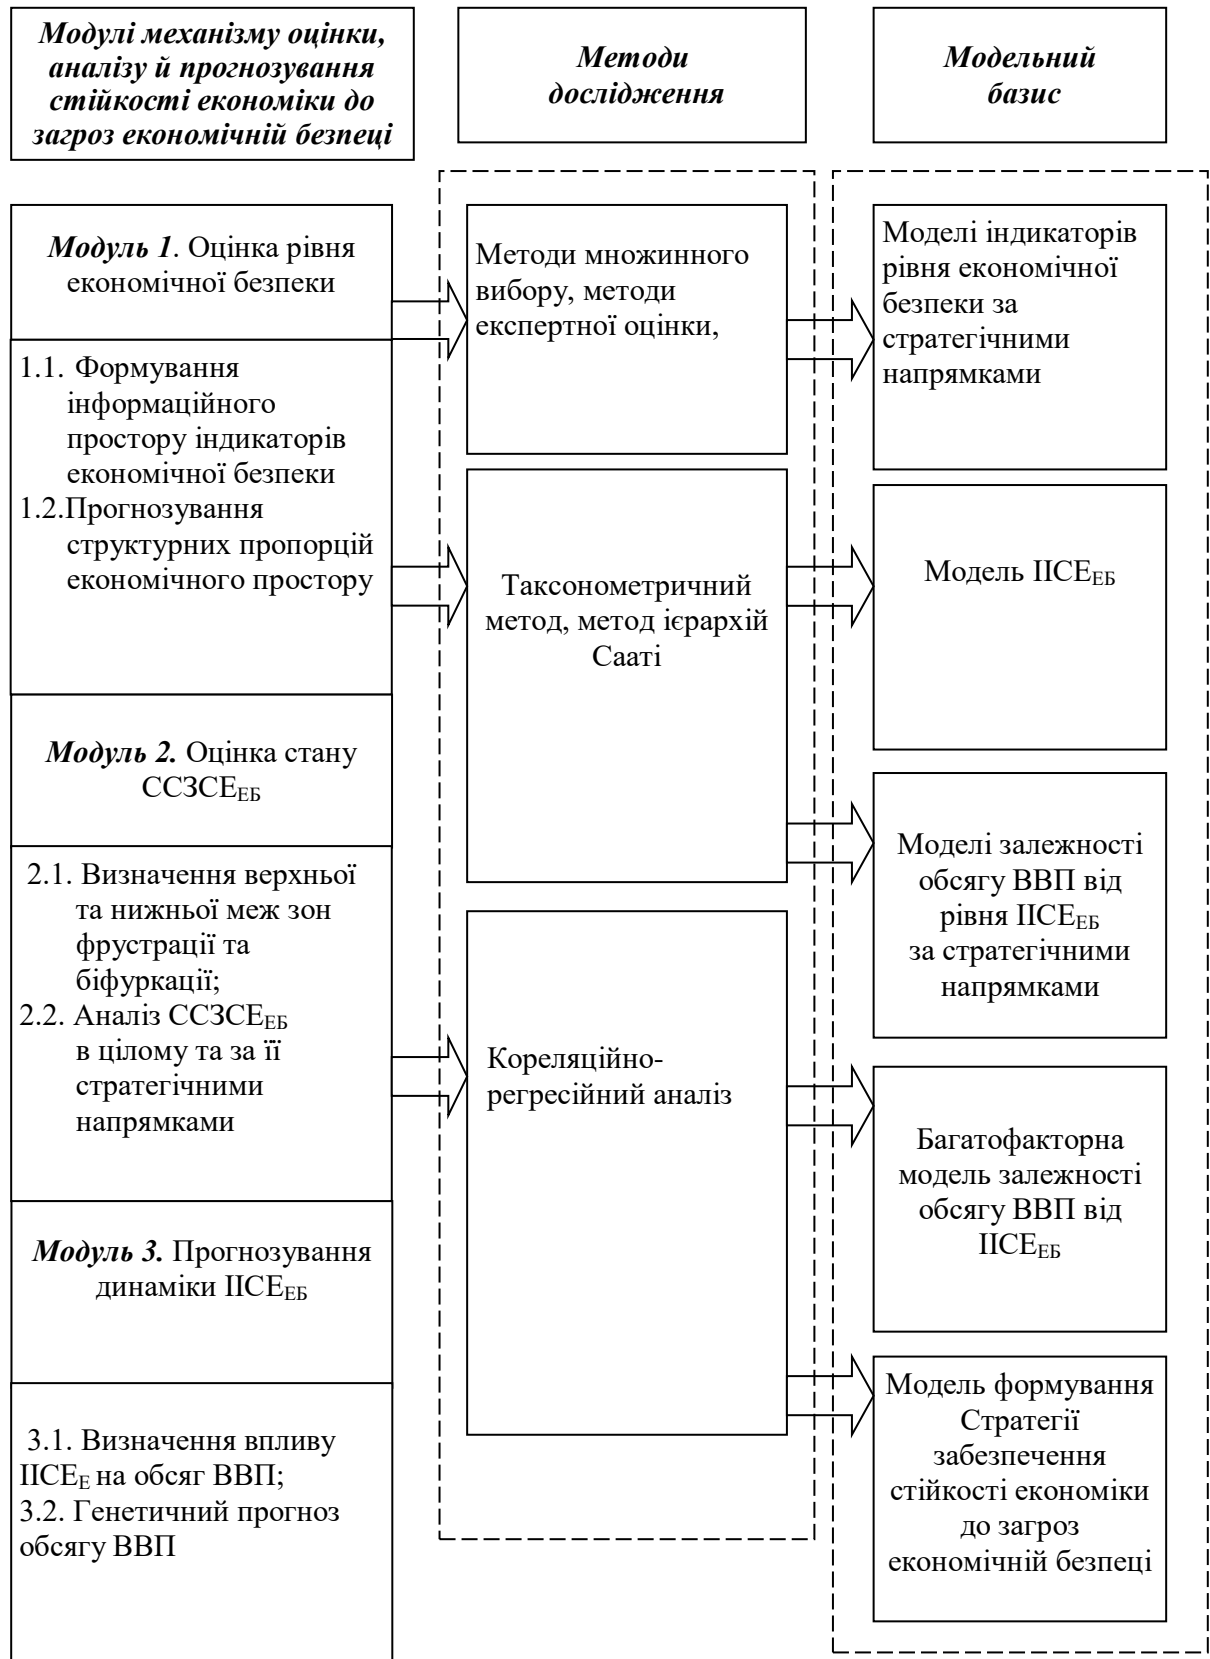 Модулі механізму оцінки,
аналізу й прогнозування
стійкості економіки до
загроз економічній безпеці
Методи
дослідження
Модельний
базис
Модуль 1. Оцінка рівня
економічної безпеки
1.1. Формування
інформаційного
простору індикаторів
економічної безпеки
1.2.Прогнозування
структурних пропорцій
економічного простору
Модуль 2. Оцінка стану
ССЗСЕЕБ
2.1. Визначення верхньої
та нижньої меж зон
фрустрації та
біфуркації;
2.2. Аналіз ССЗСЕЕБ
в цілому та за її
стратегічними
напрямками
Модуль 3. Прогнозування
динаміки ІІСЕЕБ
3.1. Визначення впливу
ІІСЕЕ на обсяг ВВП;
3.2. Генетичний прогноз
обсягу ВВП
Методи множинного
вибору, методи
експертної оцінки,
Таксонометричний
метод, метод ієрархій
Сааті
Кореляційно-
регресійний аналіз
Моделі індикаторів
рівня економічної
безпеки за
стратегічними
напрямками
Модель ІІСЕЕБ
Моделі залежності
обсягу ВВП від
рівня ІІСЕЕБ
за стратегічними
напрямками
Багатофакторна
модель залежності
обсягу ВВП від
ІІСЕЕБ
Модель формування
Стратегії
забезпечення
стійкості економіки
до загроз
економічній безпеці